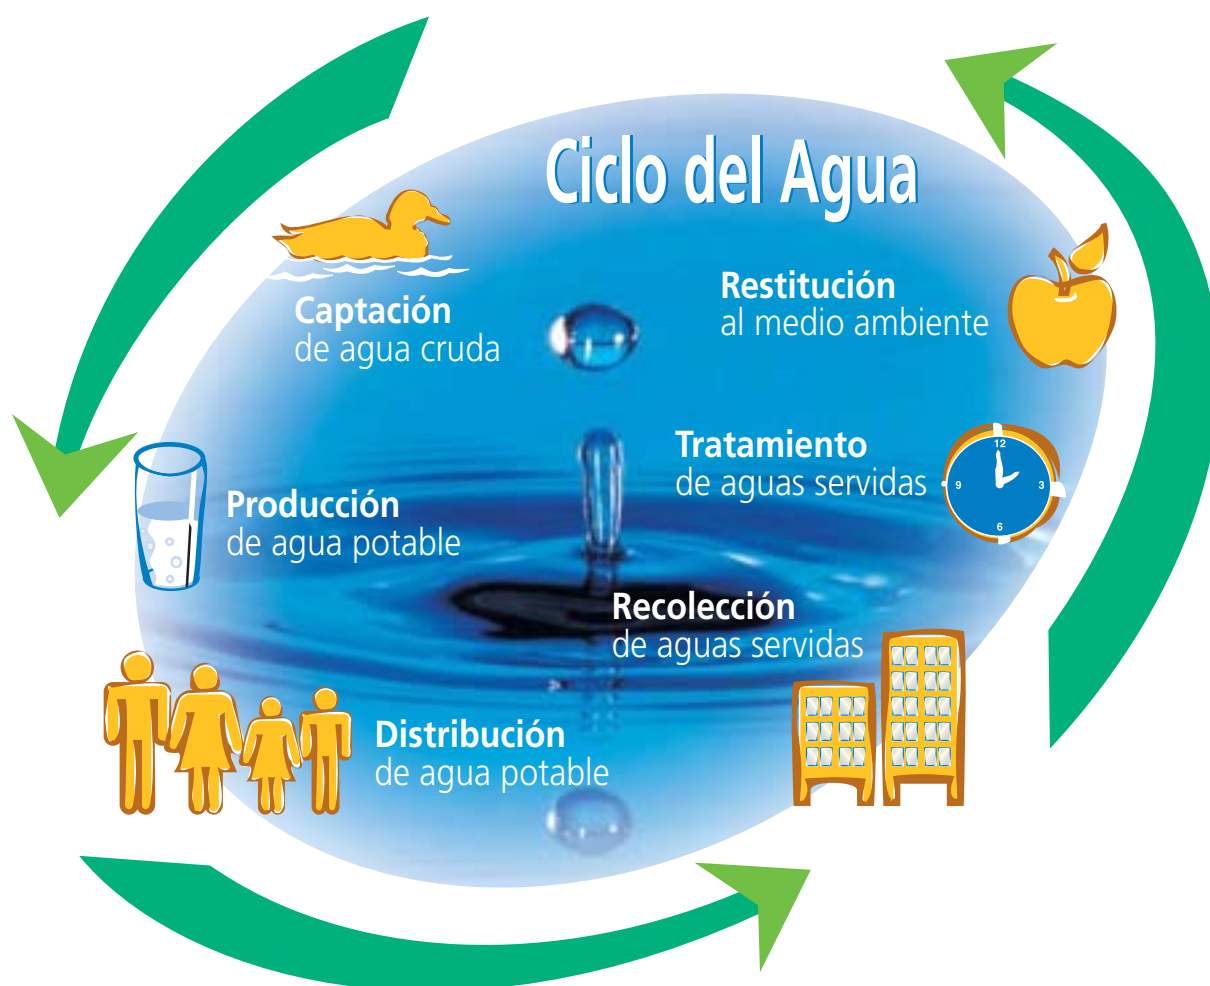 Ciclo del Agua
Captación
de agua cruda
Producción
de agua potable
Distribución
de agua potable
Recolección
de aguas servidas
Tratamiento
de aguas servidas
12
9
3
6
Restitución
al medio ambiente